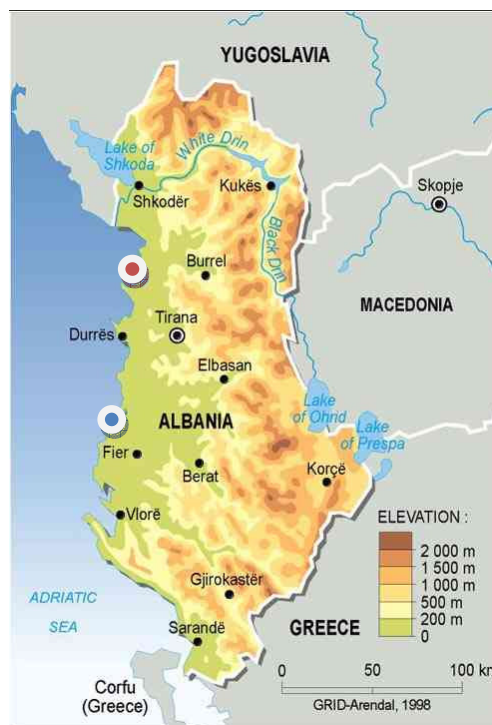 YUGOSLAVIA
Lake of
Shkoda
White Drin
Kukës
Shkodër
Skopje
Black Drin
Burrel
MACEDONIA
Tirana
Durrës
Elbasan
Lake
of Ohrid
ALBANIA
Lake
of Prespa
Fier
Berat
Korçë
Vlorë
ELEVATION :
2 000 m
1 500 m
1 000 m
500 m
200 m
0
Gjirokastër
ADRIATIC
SEA
Sarandë
GREECE
Corfu
(Greece)
0 50 100 km
GRID-Arendal, 1998